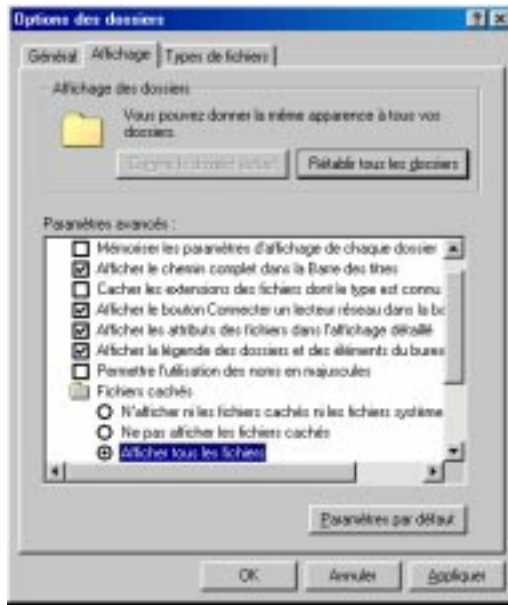 Options des dossiers
Général
Affichage
Types de fichiers
Affichage des dossiers
Vous pouvez donner la même apparence à tous vos
dossiers.
Rétablir tous les dossiers
Paramètres avancés :
Mémoriser les paramètres d'affichage de chaque dossier
Afficher le chemin complet dans la Barre des titres
Cacher les extensions des fichiers dont le type est connu
Afficher le bouton Connecter un lecteur réseau dans la ba
Afficher les attributs des fichiers dans l'affichage détaillé
Afficher la légende des dossiers et des éléments du burea
Permettre l'utilisation des noms en majuscules
Fichiers cachés
N'afficher ni les fichiers cachés ni les fichiers système
Ne pas afficher les fichiers cachés
Afficher tous les fichiers
Paramètres par défaut
OK
Annuler
Appliquer